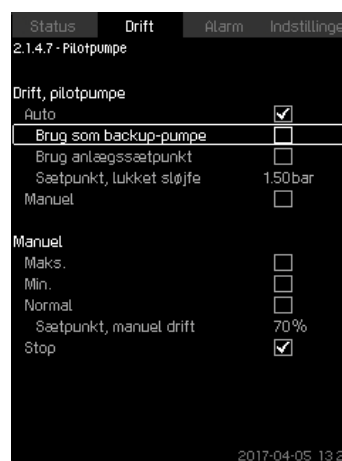 Status Drift Alarm Indstillinge
2.1.4.7 - Pilotpumpe
Drift, pilotpumpe
Auto
Brug som backup-pumpe
Brug anlægssætpunkt
Sætpunkt, lukket sløjfe 1.50bar
Manuel
Manuel
Maks.
Min.
Normal
Sætpunkt, manuel drift 70%
Stop
2017-04-05 13:2